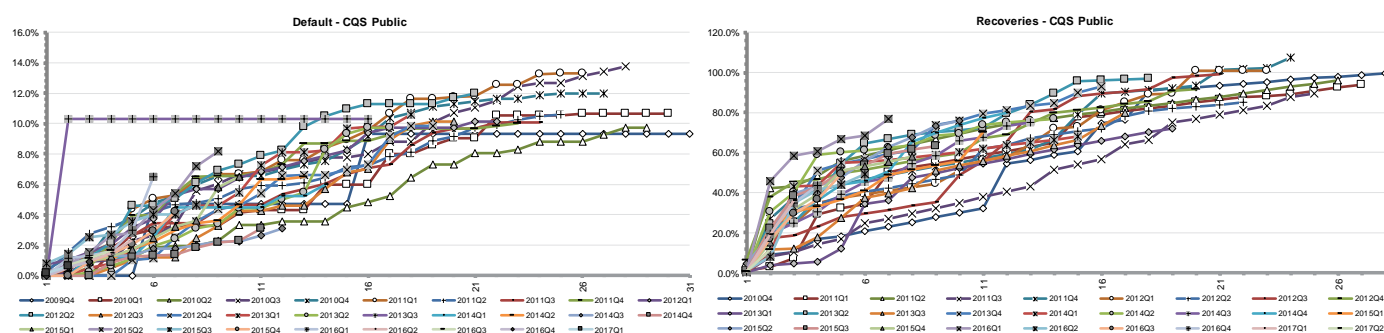 Default - CQS Public
16.0%
14.0%
12.0%
10.0%
8.0%
6.0%
4.0%
2.0%
0.0%
1 6 11 16 21 26 31
2009Q4 2010Q1 2010Q2 2010Q3 2010Q4 2011Q1 2011Q2 2011Q3 2011Q4 2012Q1
2012Q2 2012Q3 2012Q4 2013Q1 2013Q2 2013Q3 2014Q1 2014Q2 2014Q3 2014Q4
2015Q1 2015Q2 2015Q3 2015Q4 2016Q1 2016Q2 2016Q3 2016Q4 2017Q1
Recoveries - CQS Public
120.0%
100.0%
80.0%
60.0%
40.0%
20.0%
0.0%
1 6 11 16 21 26
2010Q4 2011Q1 2011Q2 2011Q3 2011Q4 2012Q1 2012Q2 2012Q3 2012Q4
2013Q1 2013Q2 2013Q3 2013Q4 2014Q1 2014Q2 2014Q3 2014Q4 2015Q1
2015Q2 2015Q3 2015Q4 2016Q1 2016Q2 2016Q3 2016Q4 2017Q1